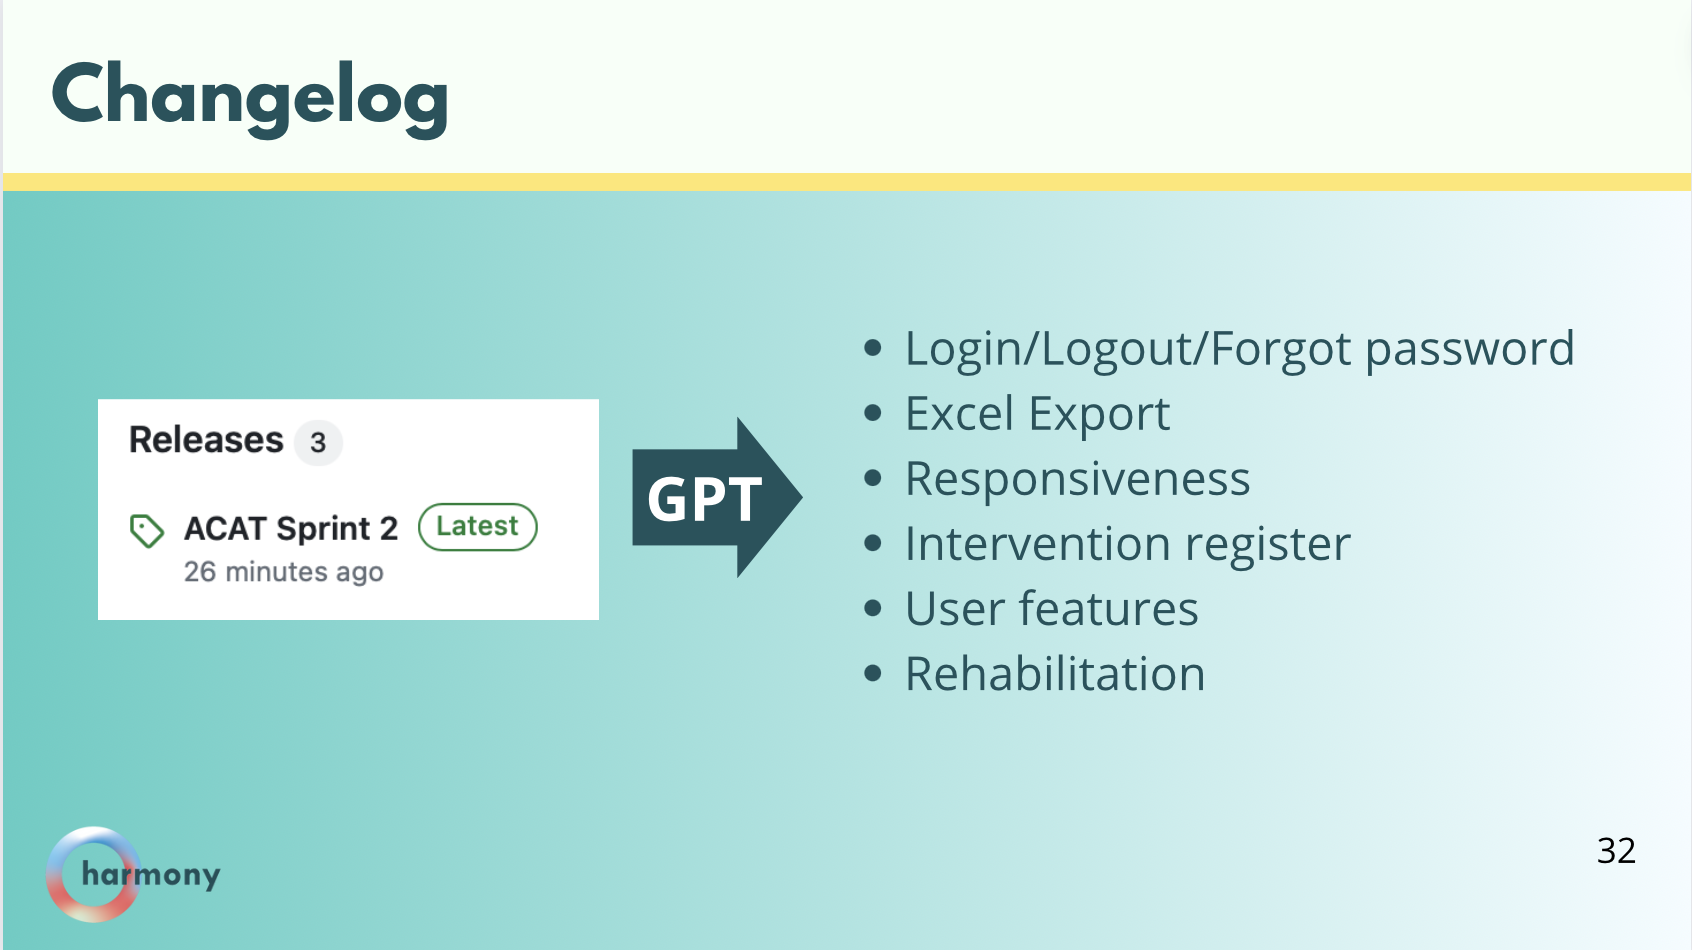 Changelog
Releases 3
ACAT Sprint 2 Latest
26 minutes ago
GPT
Login/Logout/Forgot password
Excel Export
Responsiveness
Intervention register
User features
Rehabilitation
harmony
32